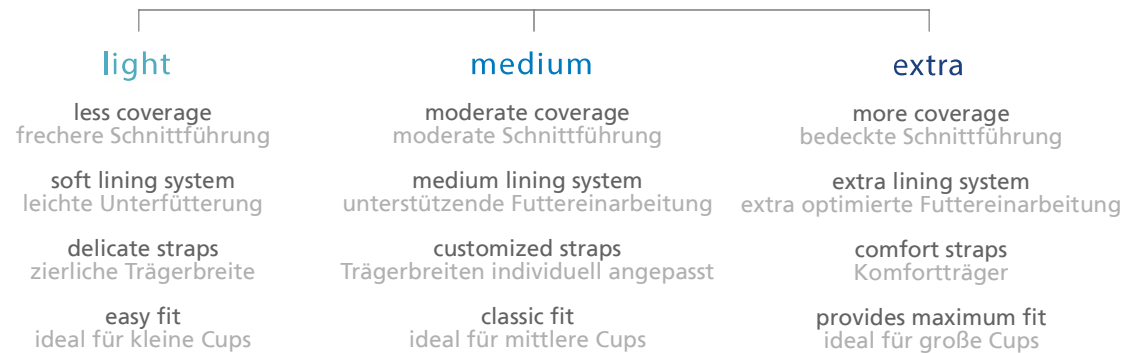 light
less coverage
frechere Schnittführung
soft lining system
leichte Unterfütterung
delicate straps
zierliche Trägerbreite
easy fit
ideal für kleine Cups
medium
moderate coverage
moderate Schnittführung
medium lining system
unterstützende Futtereinarbeitung
customized straps
Trägerbreiten individuell angepasst
classic fit
ideal für mittlere Cups
extra
more coverage
bedeckte Schnittführung
extra lining system
extra optimierte Futtereinarbeitung
comfort straps
Komfortträger
provides maximum fit
ideal für große Cups